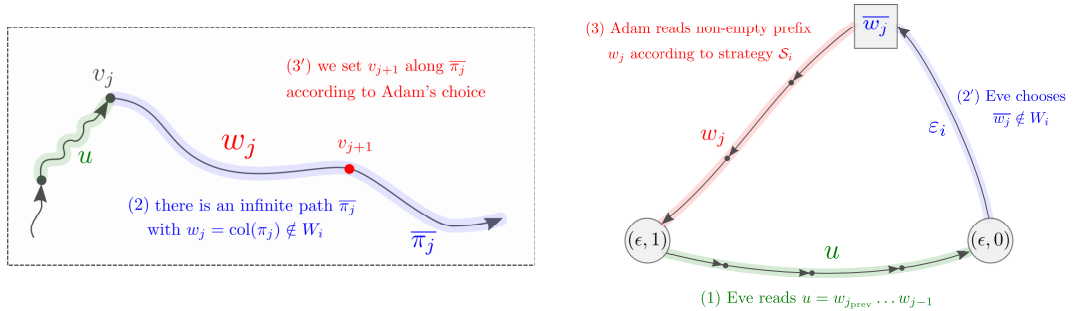 (3′) we set v_{j+1} along \overline{π_j}
according to Adam's choice
v_j
u
w_j
v_{j+1}
(2) there is an infinite path \overline{π_j}
with w_j = col(π_j) ∉ W_i
\overline{π_j}
(3) Adam reads non-empty prefix
w_j according to strategy S_i
\overline{w_j}
(2′) Eve chooses
\overline{w_j} ∉ W_i
ε_i
w_j
(ϵ, 1)
u
(ϵ, 0)
(1) Eve reads u = w_{j_{prev}} … w_{j−1}